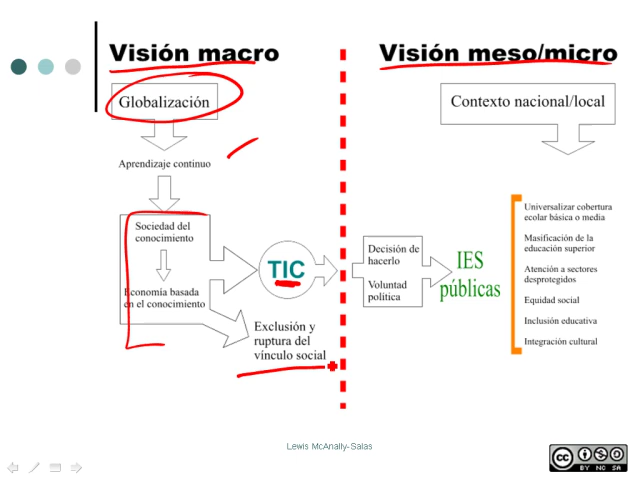 Visión macro
Visión meso/micro
Globalización
Contexto nacional/local
Aprendizaje continuo
Sociedad del
conocimiento
Economía basada
en el conocimiento
TIC
Exclusión y
ruptura del
vínculo social
Decisión de
hacerlo
Voluntad
política
IES
públicas
Universalizar cobertura
ecolar básica o media
Masificación de la
educación superior
Atención a sectores
desprotegidos
Equidad social
Inclusión educativa
Integración cultural
Lewis McAnally-Salas
cc
BY NC SA